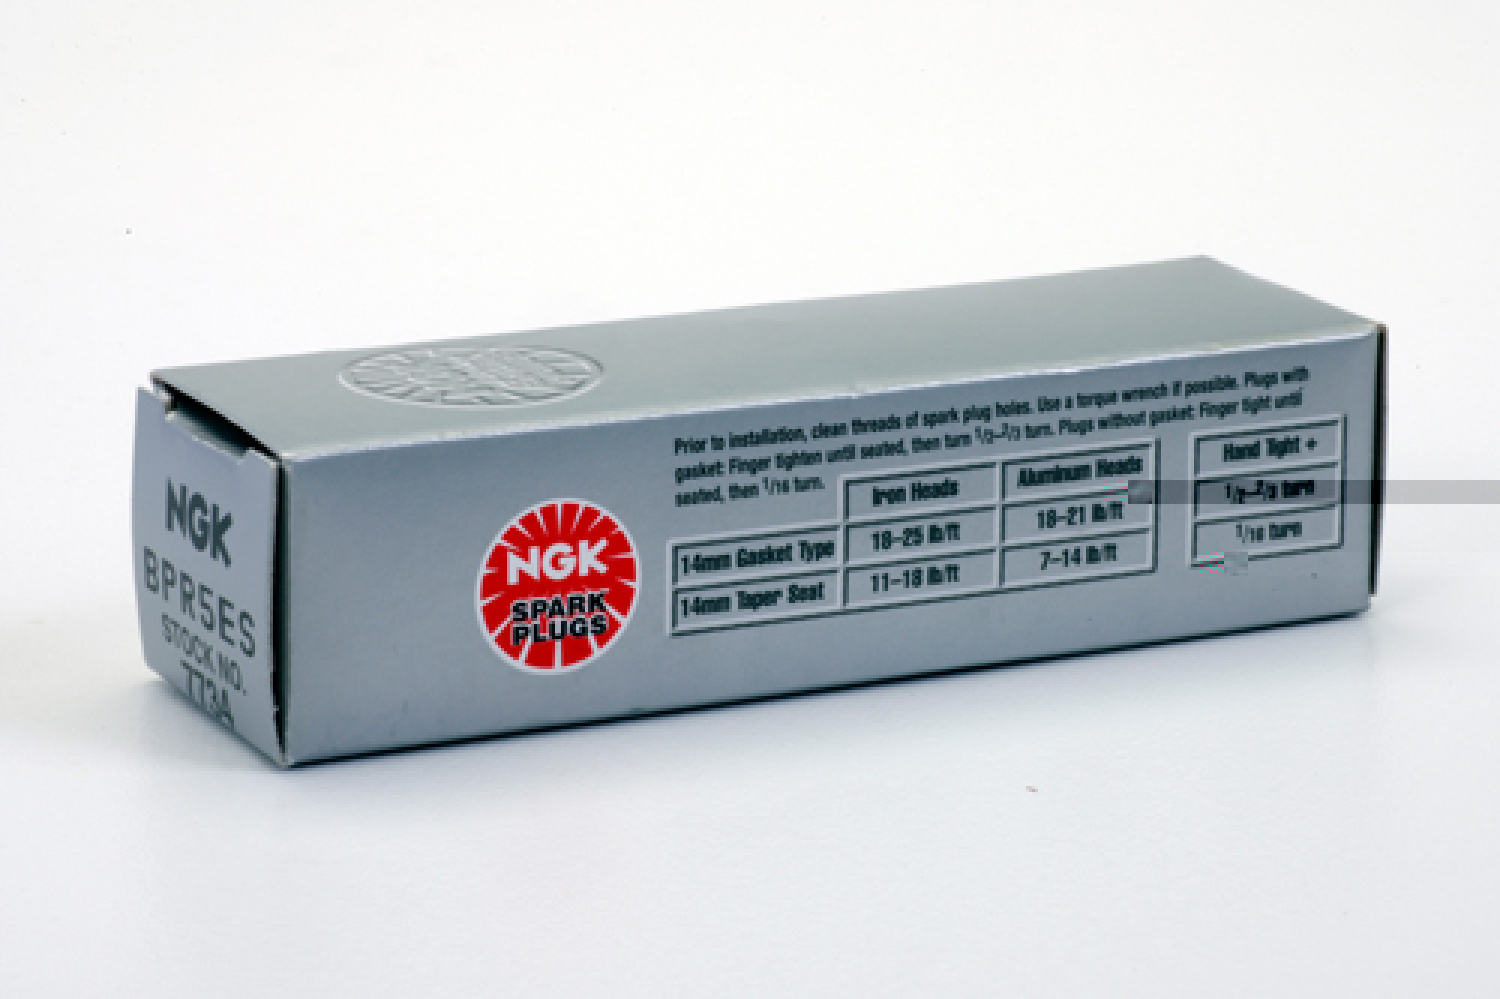 NGK
BPR5ES
STOCK NO.
773A
NGK
SPARK
PLUGS
Prior to installation, clean threads of spark plug holes. Use a torque wrench if possible. Plugs with
gasket: Finger tighten until seated, then turn 1/2–2/3 turn. Plugs without gasket: Finger tight until
seated, then 1/16 turn.
Iron Heads Aluminum Heads Hand Tight +
14mm Gasket Type 18–25 lb/ft 18–21 lb/ft 1/2–2/3 turn
14mm Taper Seat 11–18 lb/ft 7–14 lb/ft 1/16 turn